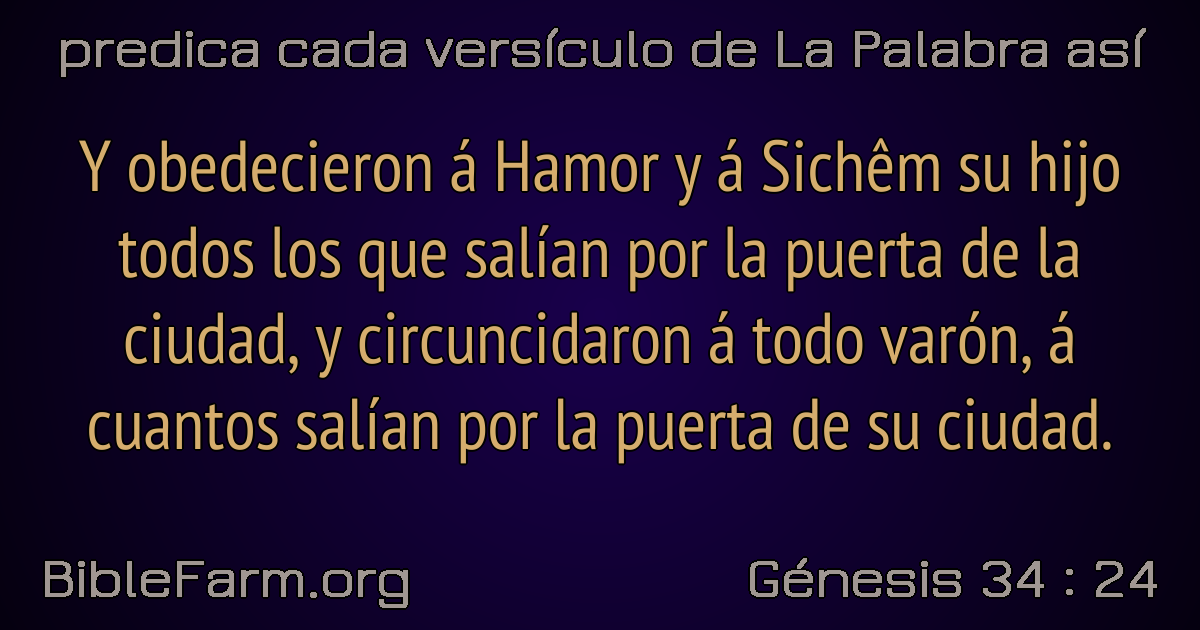 predica cada versículo de La Palabra así
Y obedecieron á Hamor y á Sichêm su hijo
todos los que salían por la puerta de la
ciudad, y circuncidaron á todo varón, á
cuantos salían por la puerta de su ciudad.
BibleFarm.org
Génesis 34 : 24